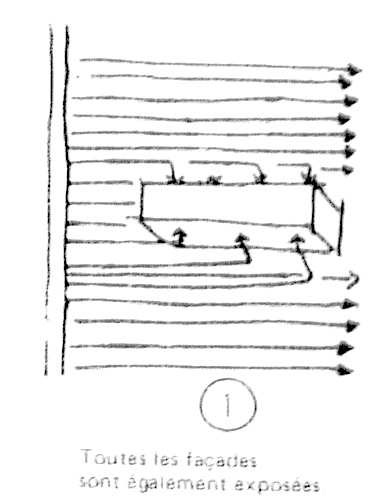 1
Toutes les façades
sont également exposées